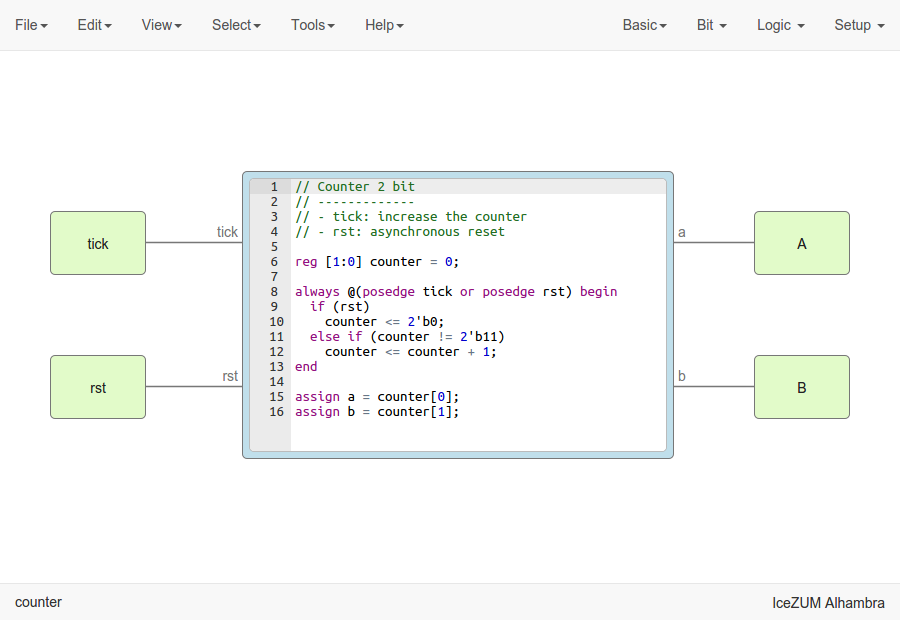 File Edit View Select Tools Help Basic Bit Logic Setup
tick
rst
tick
rst
1 // Counter 2 bit
2 // -------------
3 // - tick: increase the counter
4 // - rst: asynchronous reset
5
6 reg [1:0] counter = 0;
7
8 always @(posedge tick or posedge rst) begin
9   if (rst)
10     counter <= 2'b0;
11   else if (counter != 2'b11)
12     counter <= counter + 1;
13 end
14
15 assign a = counter[0];
16 assign b = counter[1];
a
b
A
B
counter IceZUM Alhambra